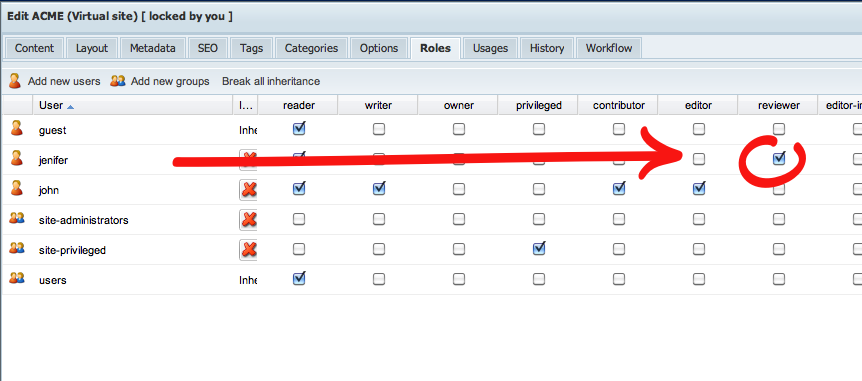 Edit ACME (Virtual site) [ locked by you ]
Content Layout Metadata SEO Tags Categories Options Roles Usages History Workflow
Add new users Add new groups Break all inheritance
User I... reader writer owner privileged contributor editor reviewer editor-in
guest Inhe
jenifer
john
site-administrators
site-privileged
users Inhe